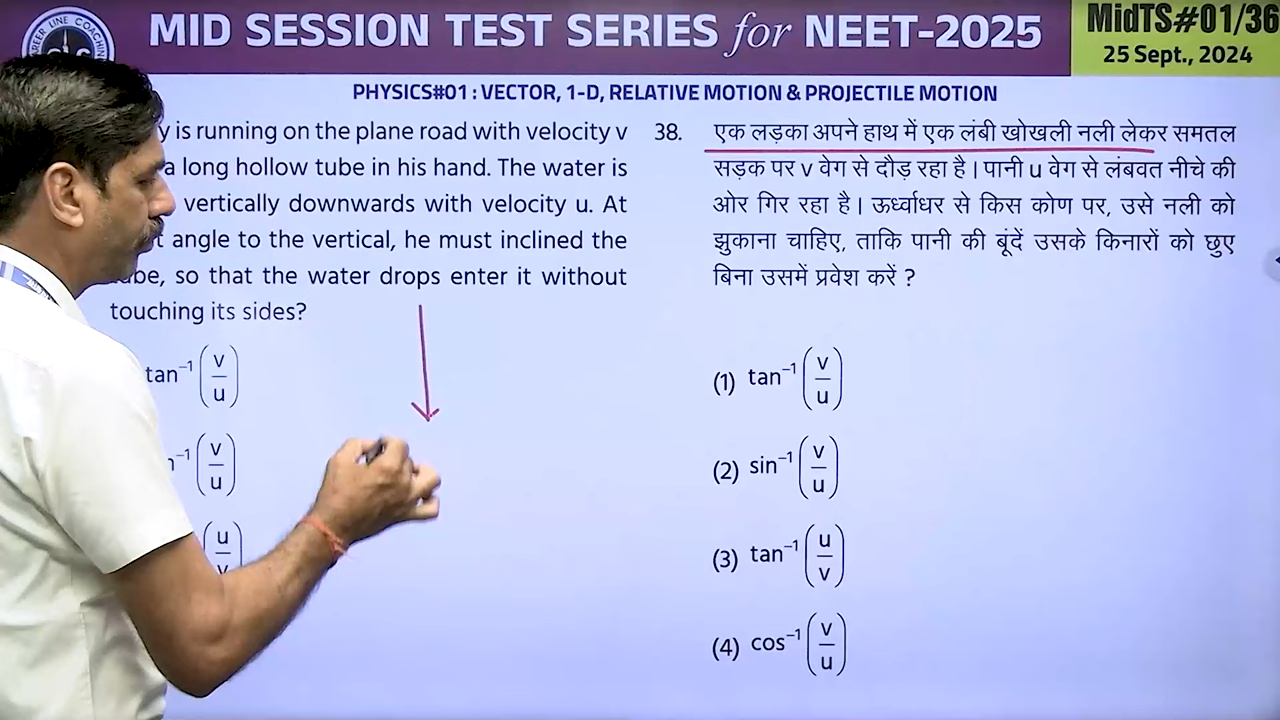 MID SESSION TEST SERIES for NEET-2025
MidTS#01/36
25 Sept., 2024
PHYSICS#01 : VECTOR, 1-D, RELATIVE MOTION & PROJECTILE MOTION
y is running on the plane road with velocity v
a long hollow tube in his hand. The water is
vertically downwards with velocity u. At
angle to the vertical, he must inclined the
tube, so that the water drops enter it without
touching its sides?
tan⁻¹ (v/u)
⁻¹ (v/u)
(u/v)
38. एक लड़का अपने हाथ में एक लंबी खोखली नली लेकर समतल
सड़क पर v वेग से दौड़ रहा है। पानी u वेग से लंबवत नीचे की
ओर गिर रहा है। ऊर्ध्वाधर से किस कोण पर, उसे नली को
झुकाना चाहिए, ताकि पानी की बूंदें उसके किनारों को छुए
बिना उसमें प्रवेश करें ?
(1) tan⁻¹ (v/u)
(2) sin⁻¹ (v/u)
(3) tan⁻¹ (u/v)
(4) cos⁻¹ (v/u)